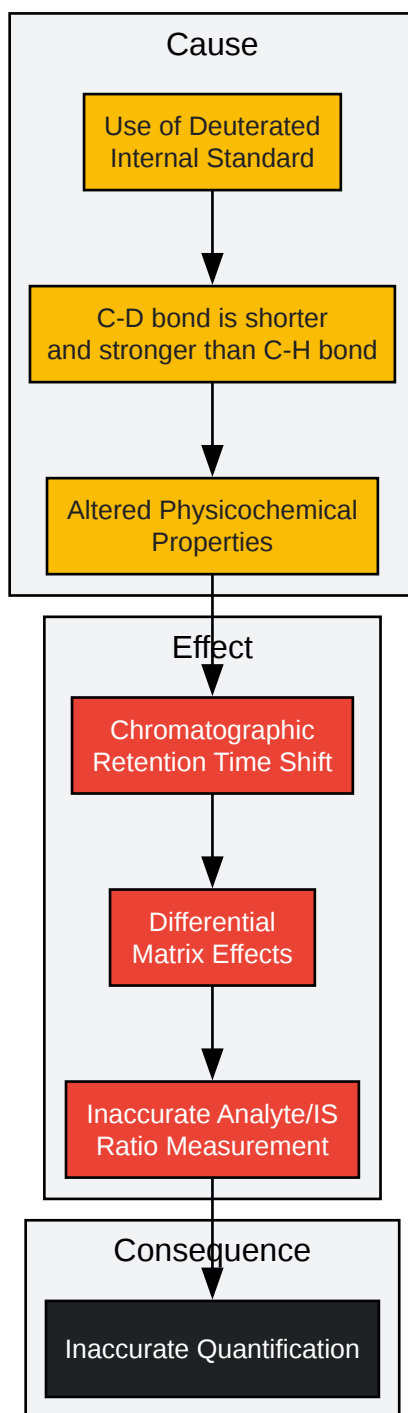 Cause
Use of Deuterated
Internal Standard
C-D bond is shorter
and stronger than C-H bond
Altered Physicochemical
Properties
Effect
Chromatographic
Retention Time Shift
Differential
Matrix Effects
Inaccurate Analyte/IS
Ratio Measurement
Consequence
Inaccurate Quantification